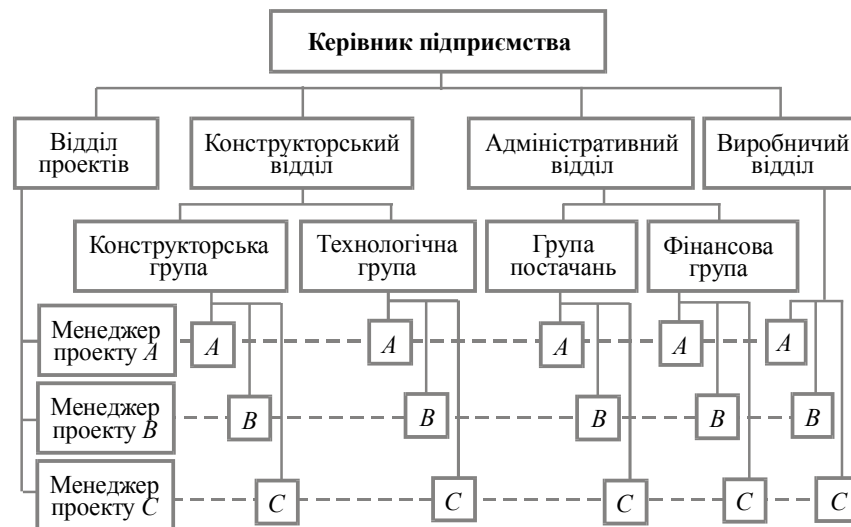 Керівник підприємства
Відділ
проектів
Конструкторський
відділ
Адміністративний
відділ
Виробничий
відділ
Конструкторська
група
Технологічна
група
Група
постачань
Фінансова
група
Менеджер
проекту A
A
A
A
A
A
Менеджер
проекту B
B
B
B
B
B
Менеджер
проекту C
C
C
C
C
C